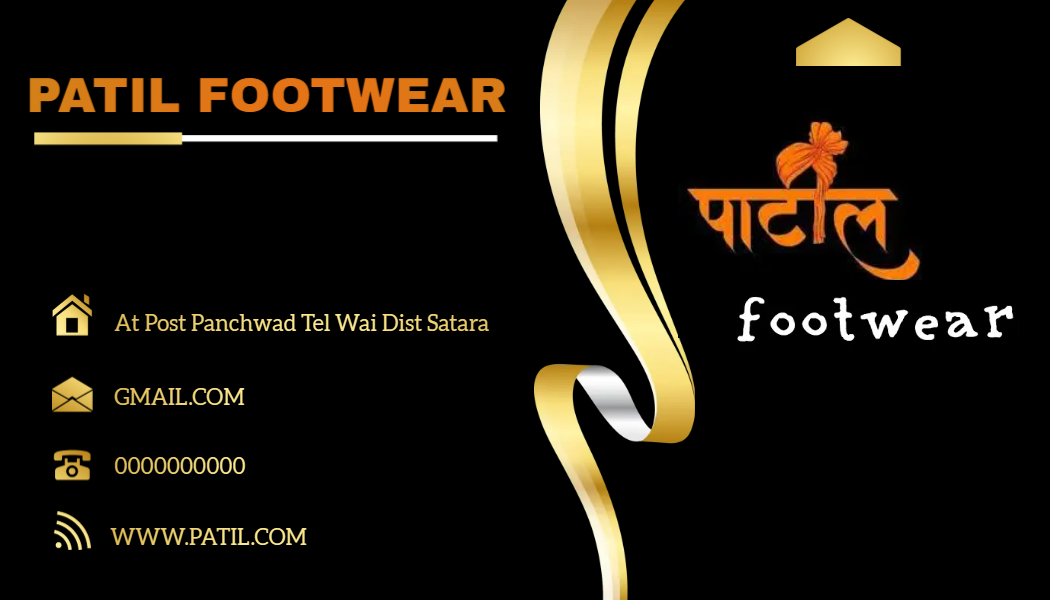 PATIL FOOTWEAR
At Post Panchwad Tel Wai Dist Satara
GMAIL.COM
0000000000
WWW.PATIL.COM
पाटील
footwear